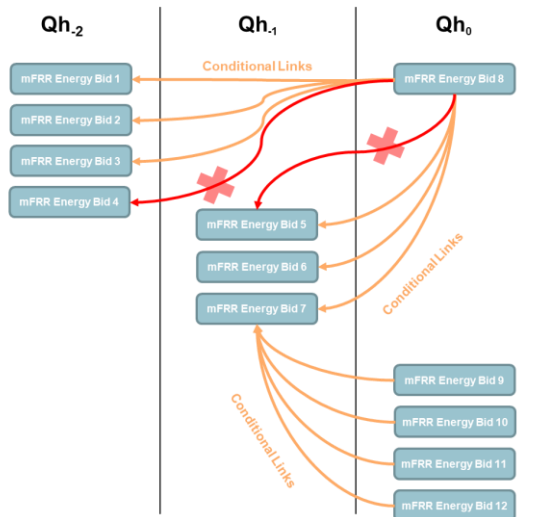 Qh-2
Qh-1
Qh0
Conditional Links
mFRR Energy Bid 1
mFRR Energy Bid 8
mFRR Energy Bid 2
mFRR Energy Bid 3
mFRR Energy Bid 4
mFRR Energy Bid 5
mFRR Energy Bid 6
mFRR Energy Bid 7
Conditional Links
mFRR Energy Bid 9
mFRR Energy Bid 10
Conditional Links
mFRR Energy Bid 11
mFRR Energy Bid 12